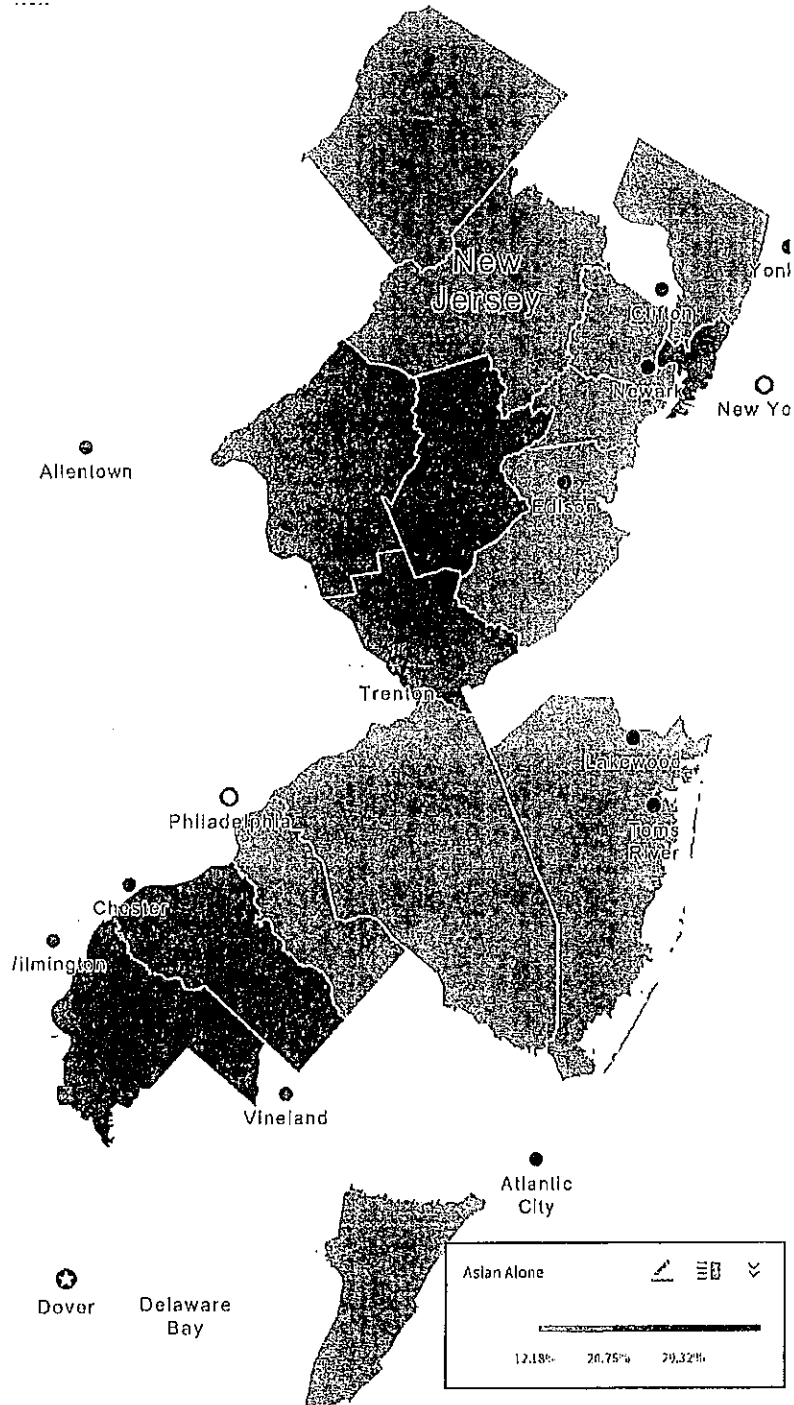 New
Jersey
Yonk
Clifton
Newark
New Yo
Allentown
Edison
Trenton
Lakewood
Philadelphia
Toms
River
Chester
/ilmington
Vineland
Atlantic
City
Dover
Delaware
Bay
Asian Alone
12.18% 20.75% 29.32%